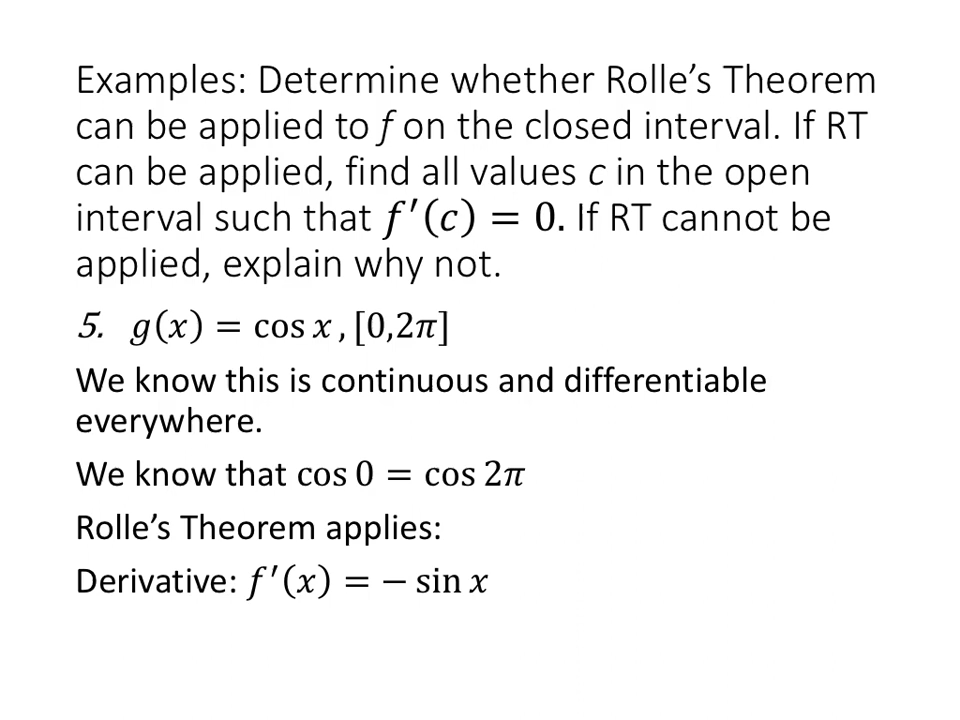 Examples: Determine whether Rolle’s Theorem
can be applied to f on the closed interval. If RT
can be applied, find all values c in the open
interval such that f′(c) = 0. If RT cannot be
applied, explain why not.
5. g(x) = cos x , [0,2π]
We know this is continuous and differentiable
everywhere.
We know that cos 0 = cos 2π
Rolle’s Theorem applies:
Derivative: f′(x) = − sin x